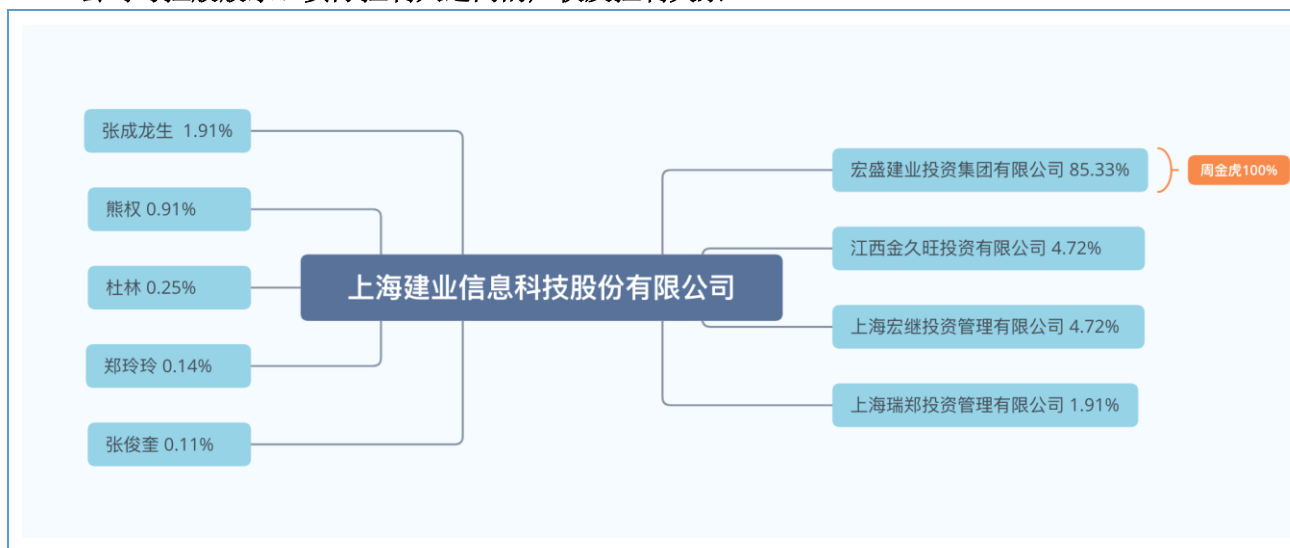 张成龙生 1.91%
熊权 0.91%
杜林 0.25%
郑玲玲 0.14%
张俊奎 0.11%
上海建业信息科技股份有限公司
宏盛建业投资集团有限公司 85.33%
周金虎100%
江西金久旺投资有限公司 4.72%
上海宏继投资管理有限公司 4.72%
上海瑞郑投资管理有限公司 1.91%